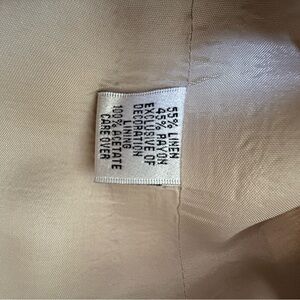 55% LINEN
45% RAYON
EXCLUSIVE OF
DECORATION
LINING
100% ACETATE
CARE OVER